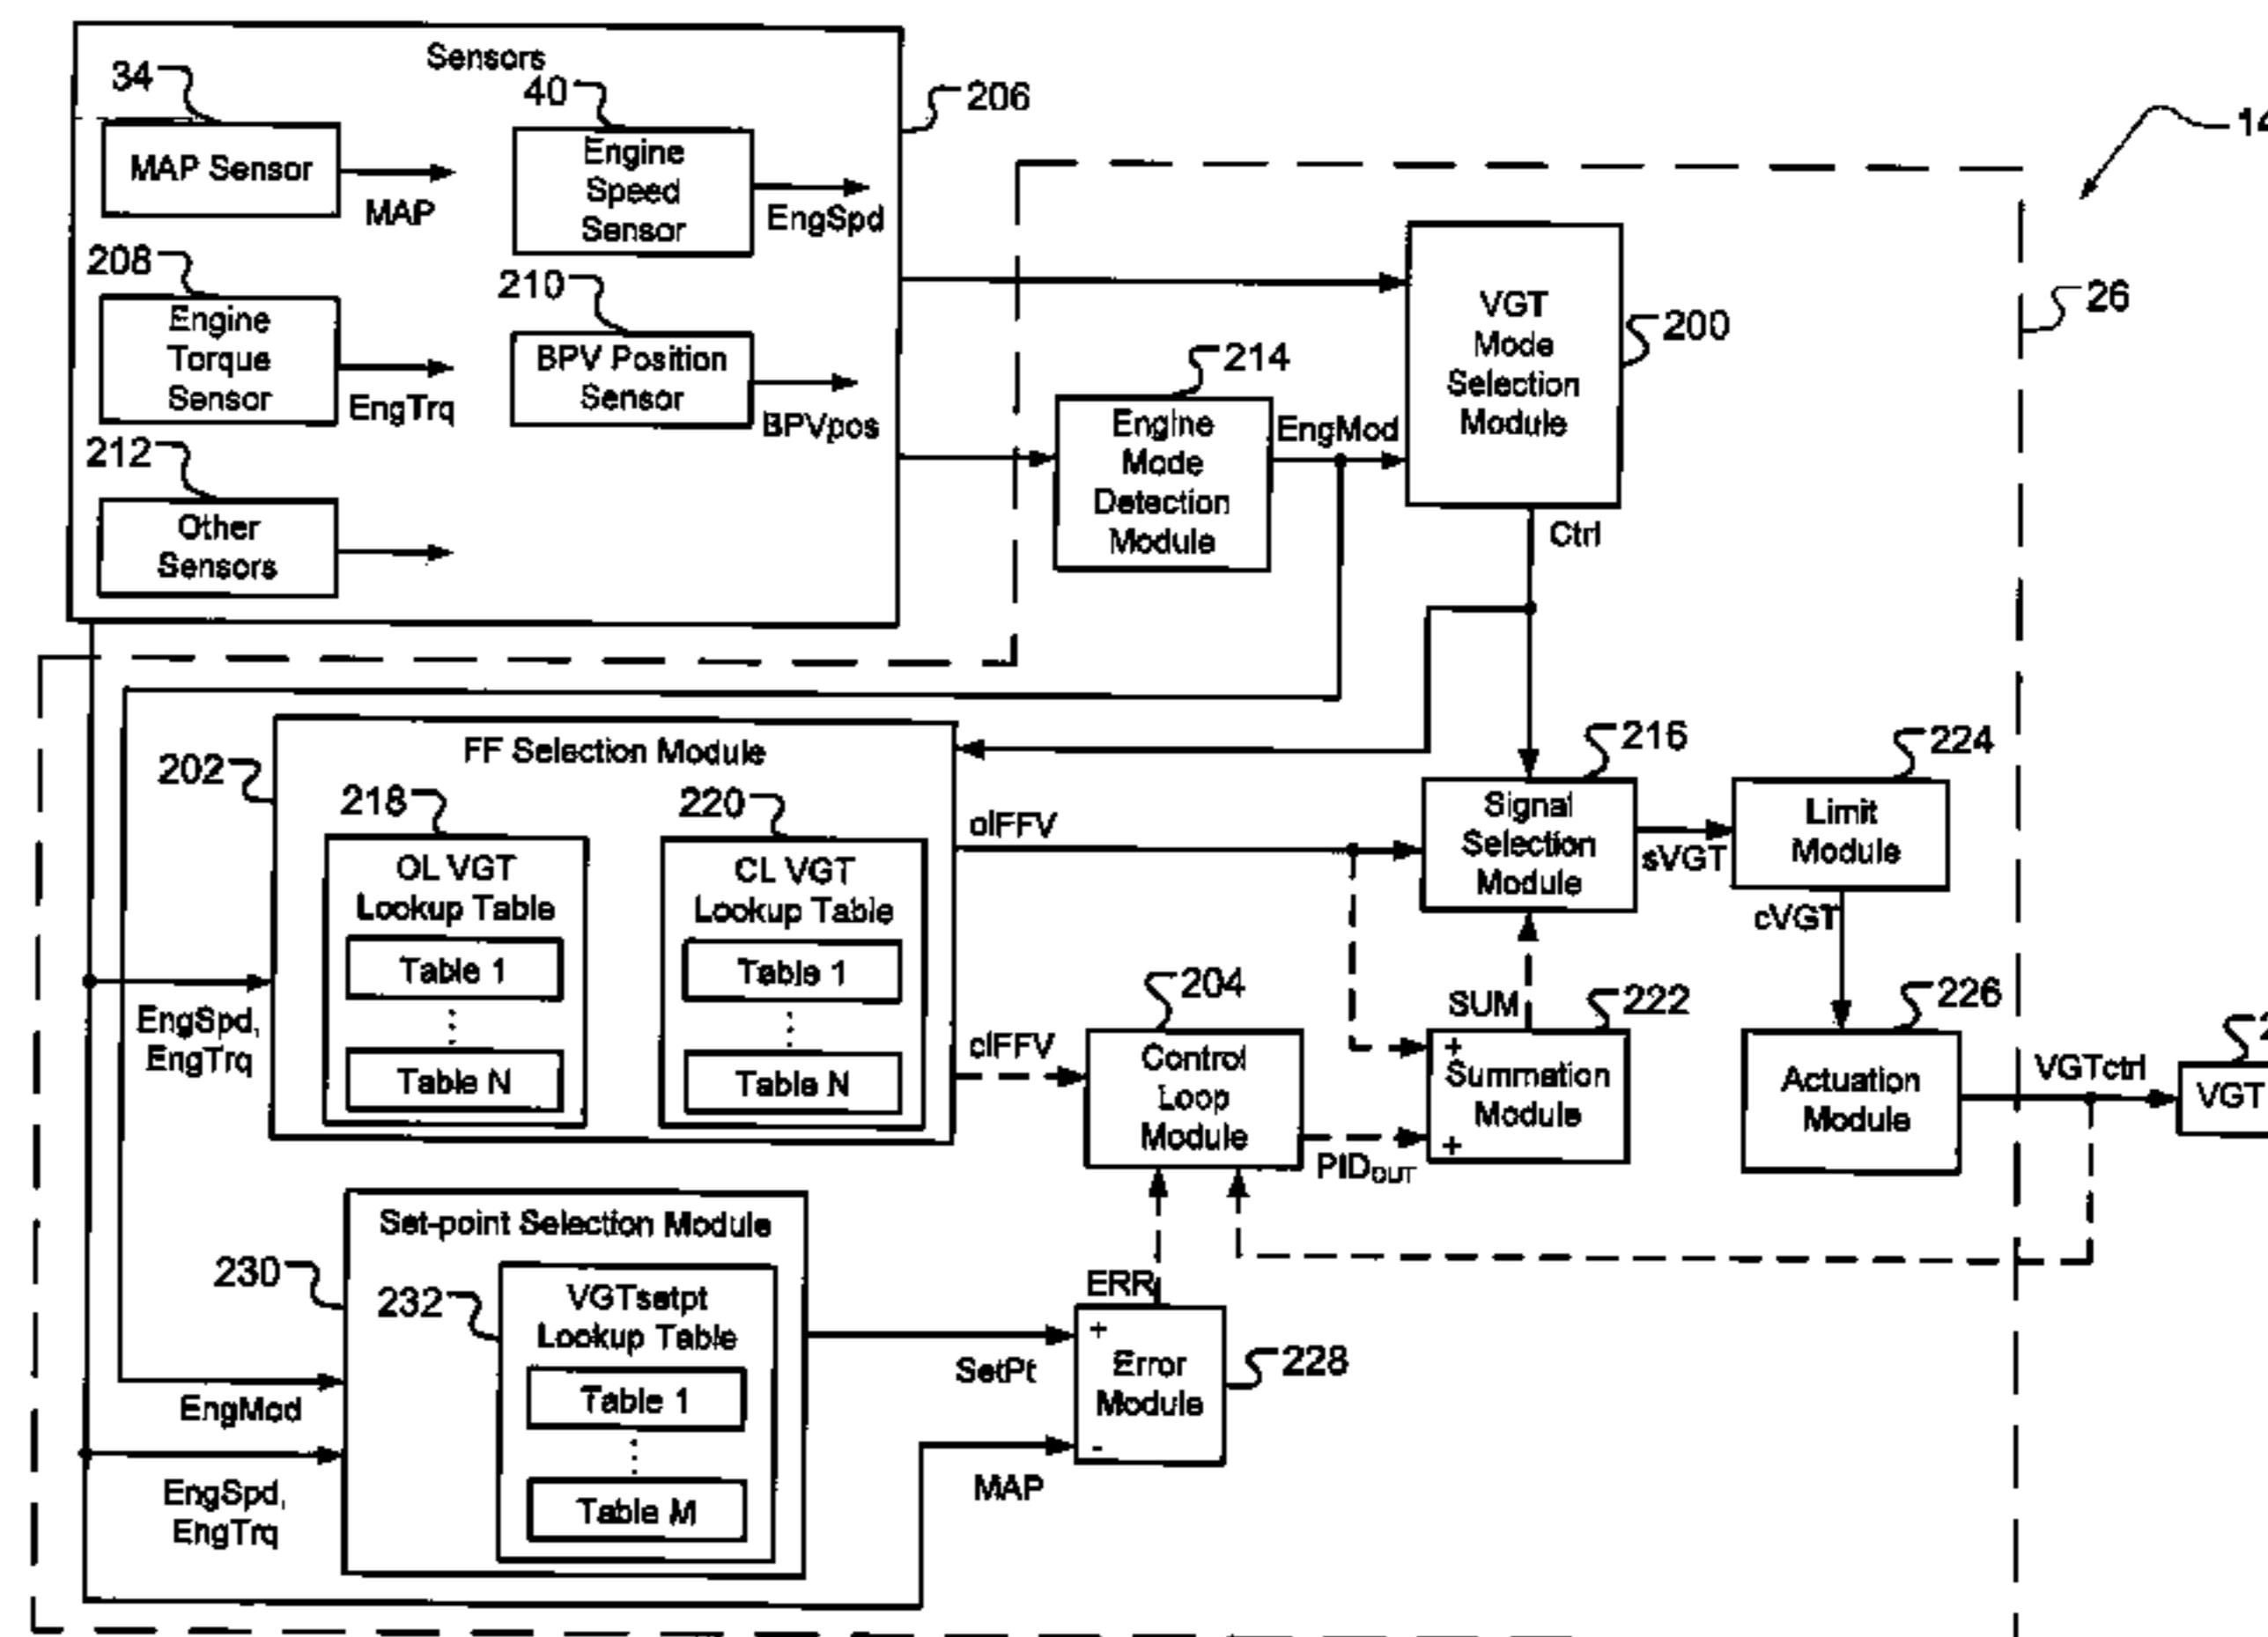 Sensors
34
40
206
14
MAP Sensor
MAP
Engine
Speed
Sensor
EngSpd
208
210
Engine
Torque
Sensor
EngTrq
BPV Position
Sensor
BPVpos
212
Other
Sensors
VGT
Mode
Selection
Module
200
26
214
Engine
Mode
Detection
Module
EngMod
Ctrl
FF Selection Module
202
218
220
OL VGT
Lookup Table
Table 1
Table N
CL VGT
Lookup Table
Table 1
Table N
olFFV
clFFV
EngSpd,
EngTrq
216
Signal
Selection
Module
sVGT
224
Limit
Module
cVGT
204
Control
Loop
Module
PIDOUT
SUM
222
+
Summation
Module
+
226
Actuation
Module
VGTctrl
VGT
Set-point Selection Module
230
232
VGTsetpt
Lookup Table
Table 1
Table M
EngMod
EngSpd,
EngTrq
SetPt
MAP
ERR
+
Error
Module
-
228